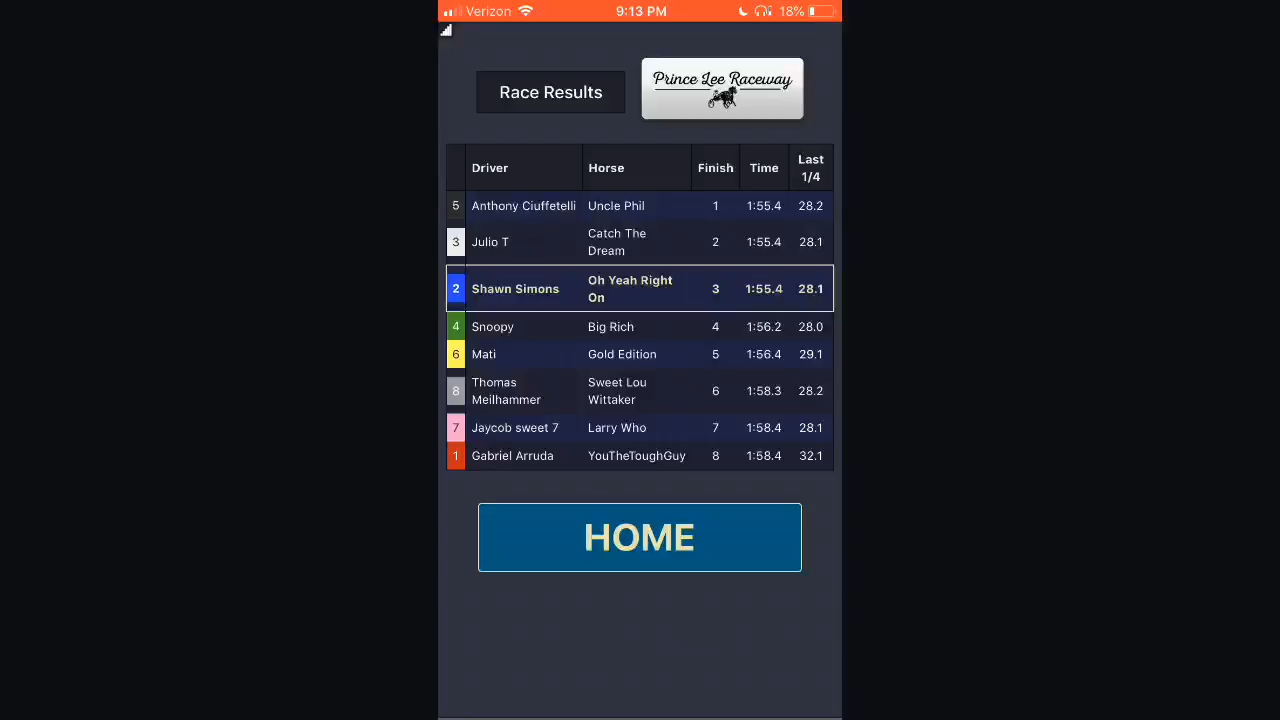 Verizon 9:13 PM 18%
Race Results
Prince Lee Raceway
Driver Horse Finish Time Last 1/4
5 Anthony Ciuffetelli Uncle Phil 1 1:55.4 28.2
3 Julio T Catch The Dream 2 1:55.4 28.1
2 Shawn Simons Oh Yeah Right On 3 1:55.4 28.1
4 Snoopy Big Rich 4 1:56.2 28.0
6 Mati Gold Edition 5 1:56.4 29.1
8 Thomas Meilhammer Sweet Lou Wittaker 6 1:58.3 28.2
7 Jaycob sweet 7 Larry Who 7 1:58.4 28.1
1 Gabriel Arruda YouTheToughGuy 8 1:58.4 32.1
HOME